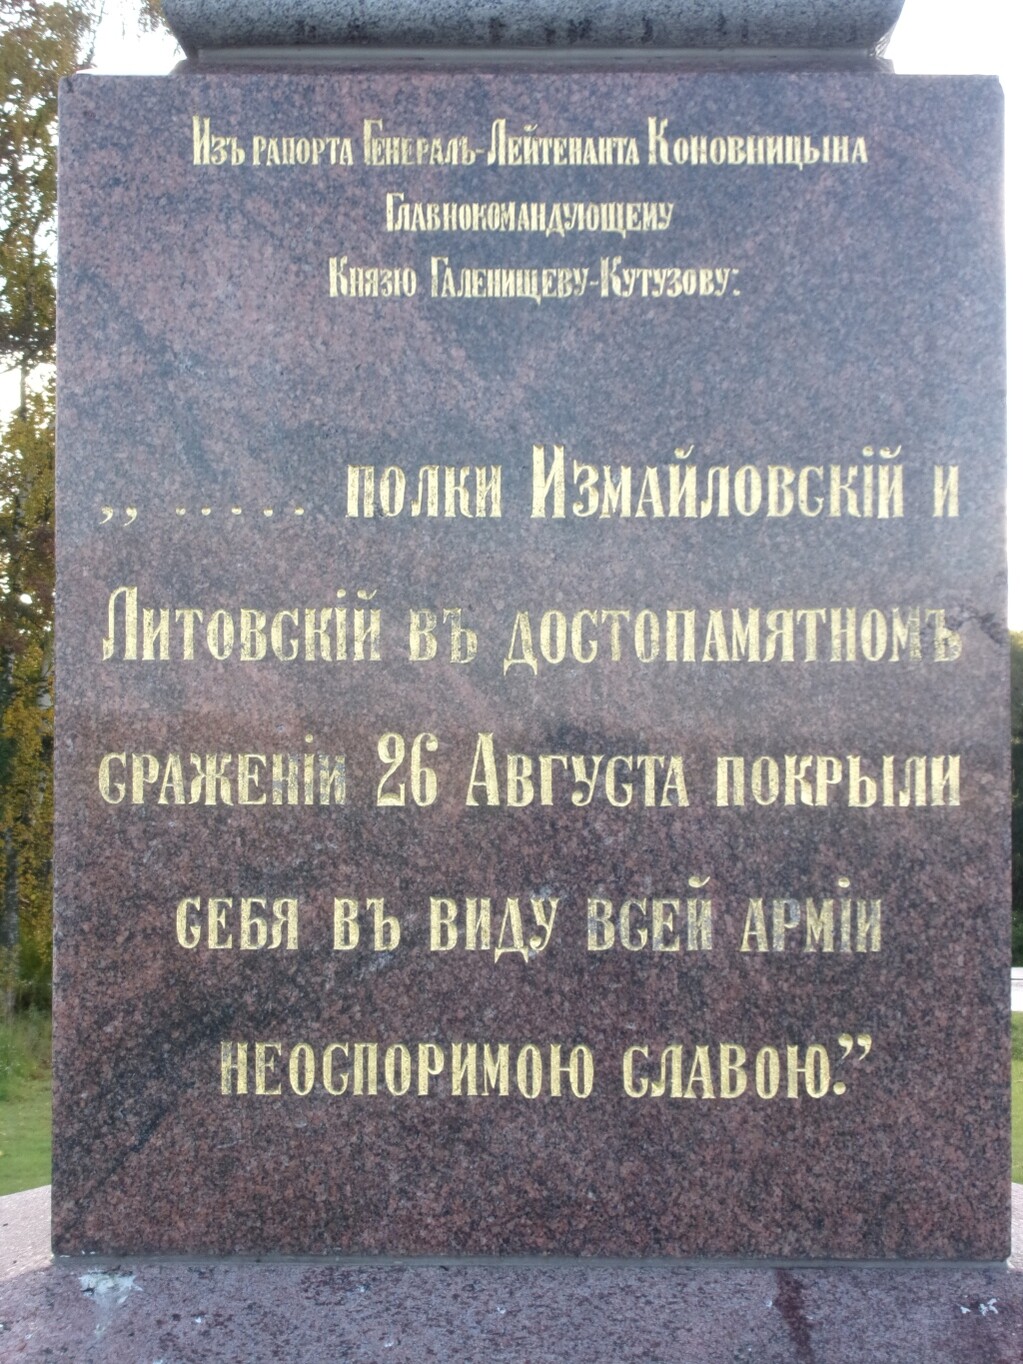 Изъ рапорта Генералъ-Лейтенанта Коновницына
Главнокомандующему
Князю Галенищеву-Кутузову:
„ ..... полки Измайловскій и
Литовскій въ достопамятномъ
сраженіи 26 Августа покрыли
себя въ виду всей арміи
неоспоримою славою.”